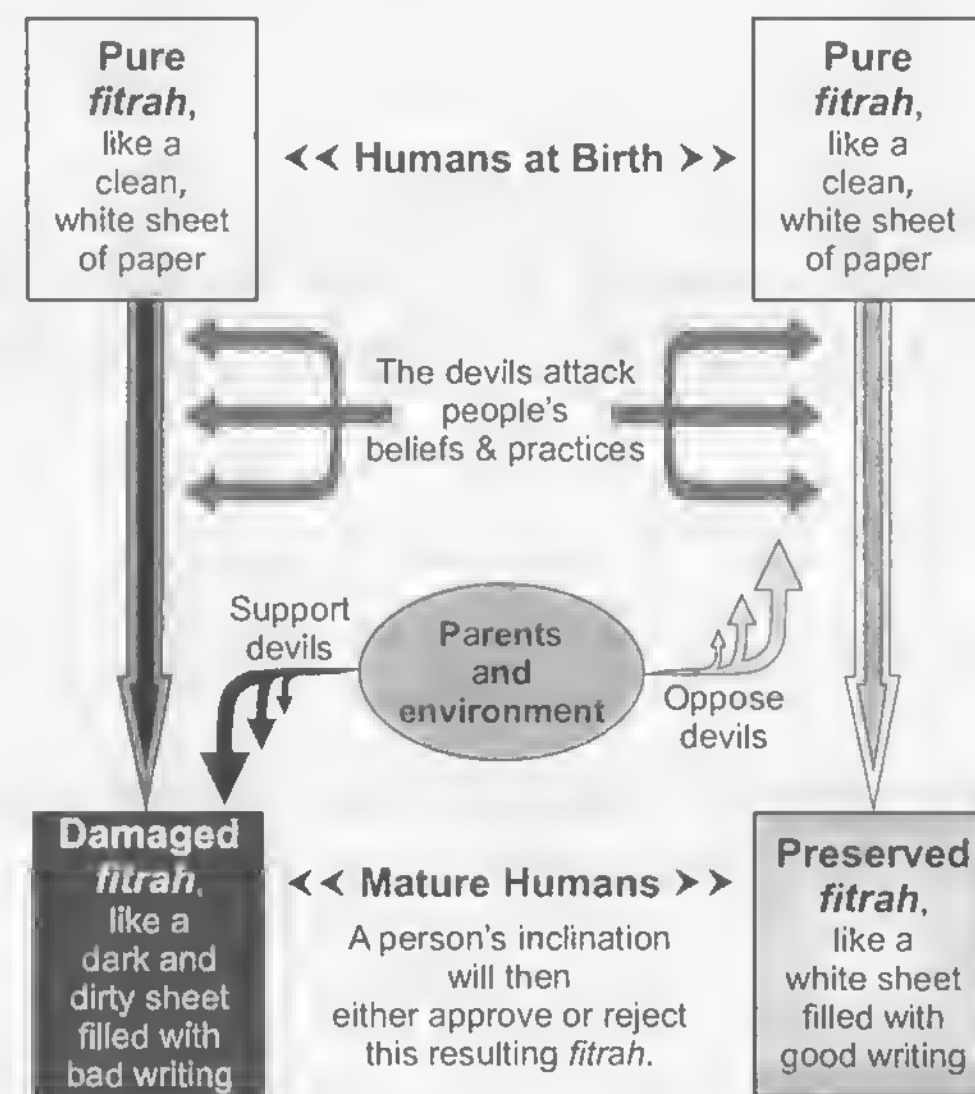 Pure
fitrah,
like a
clean,
white sheet
of paper
<< Humans at Birth >>
Pure
fitrah,
like a
clean,
white sheet
of paper
The devils attack
people's
beliefs & practices
Support
devils
Parents
and
environment
Oppose
devils
Damaged
fitrah,
like a
dark and
dirty sheet
filled with
bad writing
<< Mature Humans >>
A person's inclination
will then
either approve or reject
this resulting fitrah.
Preserved
fitrah,
like a
white sheet
filled with
good writing